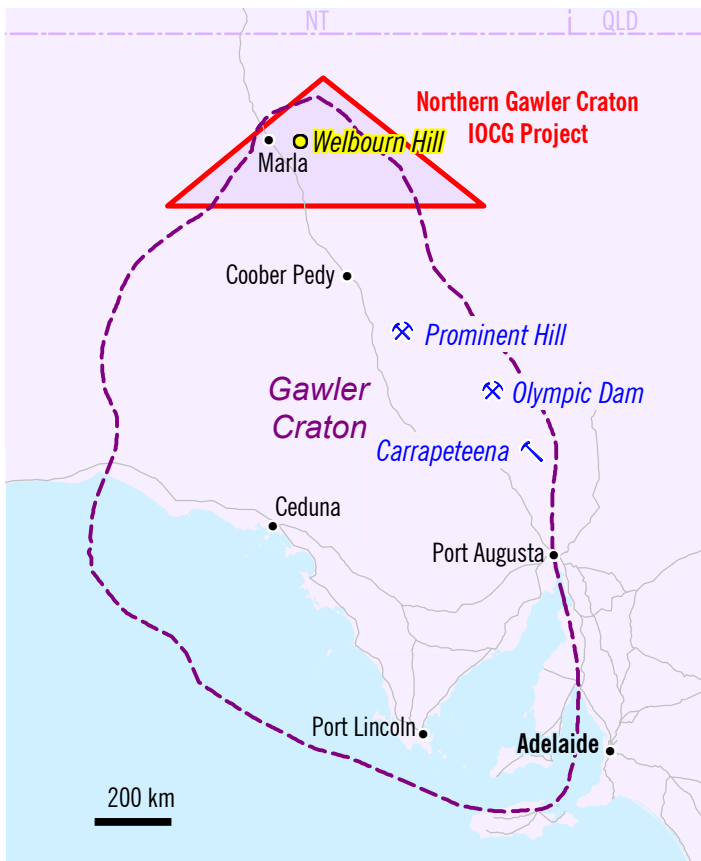 NT
QLD
Northern Gawler Craton
IOCG Project
Welbourn Hill
Marla
Coober Pedy
Prominent Hill
Gawler
Craton
Olympic Dam
Carrapeteena
Ceduna
Port Augusta
Port Lincoln
Adelaide
200 km